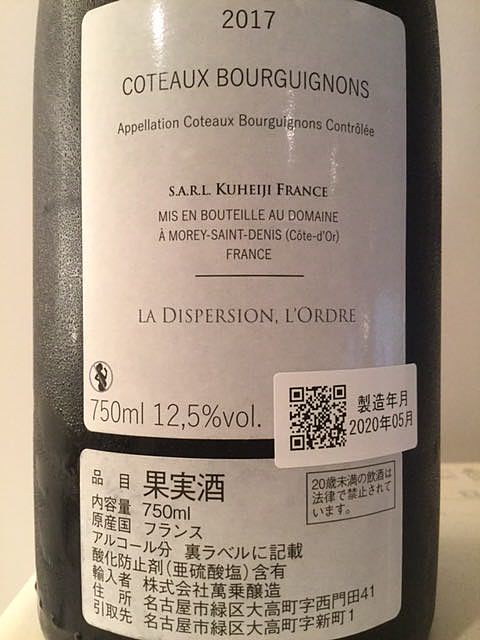 2017
COTEAUX BOURGUIGNONS
Appellation Coteaux Bourguignons Contrôlée
S.A.R.L. KUHEIJI FRANCE
MIS EN BOUTEILLE AU DOMAINE
À MOREY-SAINT-DENIS (Côte-d'Or)
FRANCE
LA DISPERSION, L'ORDRE
750ml 12,5%vol.
製造年月
2020年05月
品 目 果実酒
内容量 750ml
原産国 フランス
アルコール分 裏ラベルに記載
酸化防止剤(亜硫酸塩)含有
輸入者 株式会社萬乗醸造
住 所 名古屋市緑区大高町字西門田41
引取先 名古屋市緑区大高町字新町1
20歳未満の飲酒は
法律で禁止されて
います。